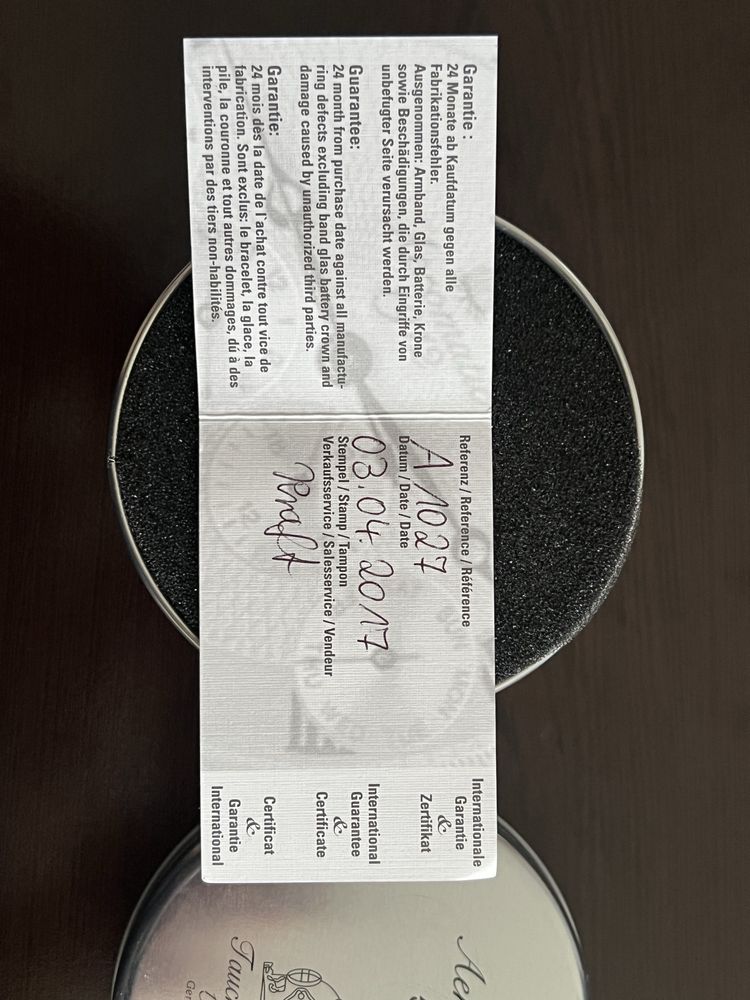 Garantie :
24 Monate ab Kaufdatum gegen alle
Fabrikationsfehler.
Ausgenommen: Armband, Glas, Batterie, Krone
sowie Beschädigungen, die durch Eingriffe von
unbefugter Seite verursacht werden.
Guarantee:
24 month from purchase date against all manufactu-
ring defects excluding band glas battery crown and
damage caused by unauthorized third parties.
Garantie:
24 mois dès la date de l`achat contre tout vice de
fabrication. Sont exclus: le bracelet, la glace, la
pile, la couronne et tout autres dommages, dû à des
interventions par des tiers non-habilités.
Referenz / Reference / Référence
A 1027
Datum / Date / Date
03.04.2017
Stempel / Stamp / Tampon
Verkaufsservice / Salesservice / Vendeur
Kraft
Internationale
Garantie
&
Zertifikat
International
Guarantee
&
Certificate
Certificat
&
Garantie
International